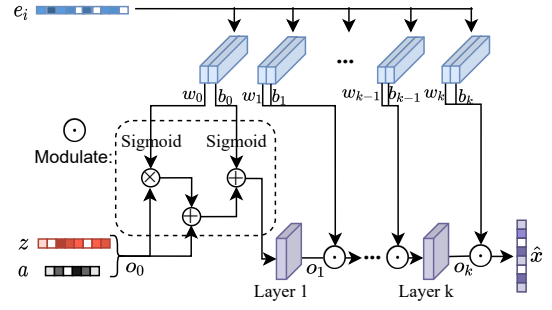 e_i
...
w_0 b_0 w_1 b_1 w_{k-1} b_{k-1} w_k b_k
Modulate:
Sigmoid Sigmoid
z
a
o_0
o_1 ... o_k x̂
Layer 1 Layer k